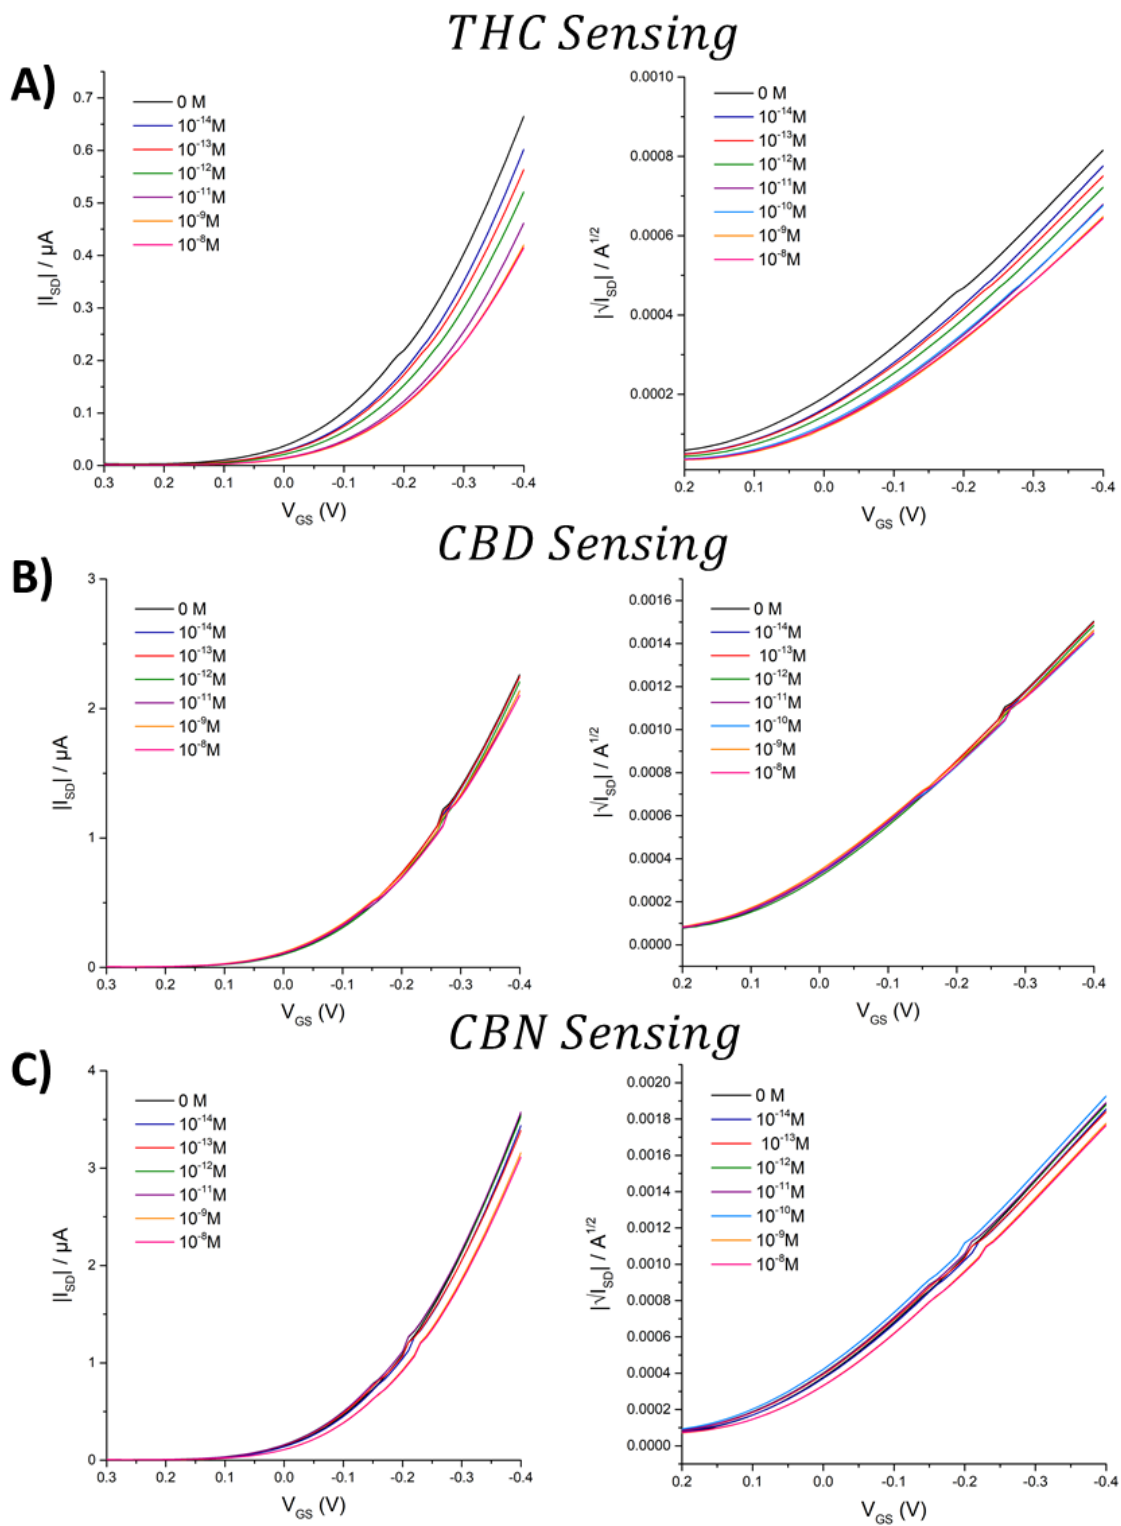 THC Sensing
A)
0 M
10⁻¹⁴M
10⁻¹³M
10⁻¹²M
10⁻¹¹M
10⁻⁹M
10⁻⁸M
0.7
0.6
0.5
0.4
0.3
0.2
0.1
0.0
|I_SD| / µA
0.3 0.2 0.1 0.0 -0.1 -0.2 -0.3 -0.4
V_GS (V)
0 M
10⁻¹⁴M
10⁻¹³M
10⁻¹²M
10⁻¹¹M
10⁻¹⁰M
10⁻⁹M
10⁻⁸M
0.0010
0.0008
0.0006
0.0004
0.0002
|√I_SD| / A^1/2
0.2 0.1 0.0 -0.1 -0.2 -0.3 -0.4
V_GS (V)
CBD Sensing
B)
0 M
10⁻¹⁴M
10⁻¹³M
10⁻¹²M
10⁻¹¹M
10⁻⁹M
10⁻⁸M
3
2
1
0
|I_SD| / µA
0.3 0.2 0.1 0.0 -0.1 -0.2 -0.3 -0.4
V_GS (V)
0 M
10⁻¹⁴M
10⁻¹³M
10⁻¹²M
10⁻¹¹M
10⁻¹⁰M
10⁻⁹M
10⁻⁸M
0.0016
0.0014
0.0012
0.0010
0.0008
0.0006
0.0004
0.0002
0.0000
|√I_SD| / A^1/2
0.2 0.1 0.0 -0.1 -0.2 -0.3 -0.4
V_GS (V)
CBN Sensing
C)
0 M
10⁻¹⁴M
10⁻¹³M
10⁻¹²M
10⁻¹¹M
10⁻⁹M
10⁻⁸M
4
3
2
1
0
|I_SD| / µA
0.3 0.2 0.1 0.0 -0.1 -0.2 -0.3 -0.4
V_GS (V)
0 M
10⁻¹⁴M
10⁻¹³M
10⁻¹²M
10⁻¹¹M
10⁻¹⁰M
10⁻⁹M
10⁻⁸M
0.0020
0.0018
0.0016
0.0014
0.0012
0.0010
0.0008
0.0006
0.0004
0.0002
0.0000
|√I_SD| / A^1/2
0.2 0.1 0.0 -0.1 -0.2 -0.3 -0.4
V_GS (V)